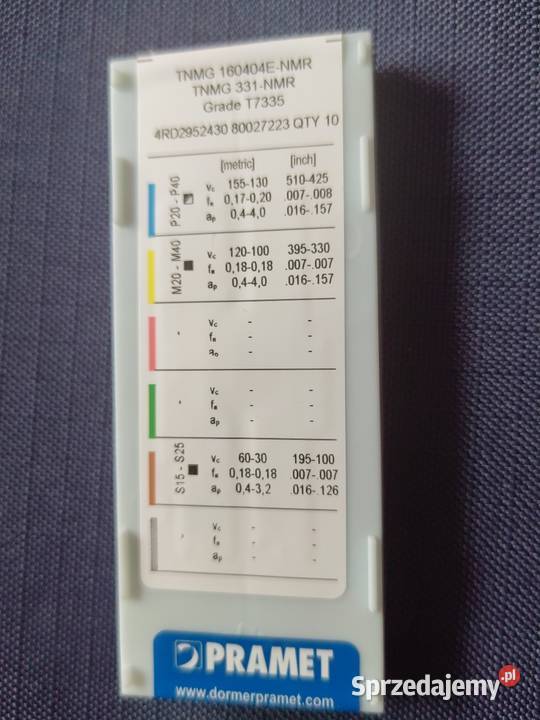 TNMG 160404E-NMR
TNMG 331-NMR
Grade T7335
4RD2952430 80027223 QTY 10
[metric] [inch]
P20 - P40
vc 155-130 510-425
fn 0,17-0,20 .007-.008
ap 0,4-4,0 .016-.157
M20 - M40
vc 120-100 395-330
fn 0,18-0,18 .007-.007
ap 0,4-4,0 .016-.157
vc - -
fn - -
ap - -
vc - -
fn - -
ap - -
S15 - S25
vc 60-30 195-100
fn 0,18-0,18 .007-.007
ap 0,4-3,2 .016-.126
vc - -
fn - -
ap - -
PRAMET
www.dormerpramet.com
Sprzedajemy.pl